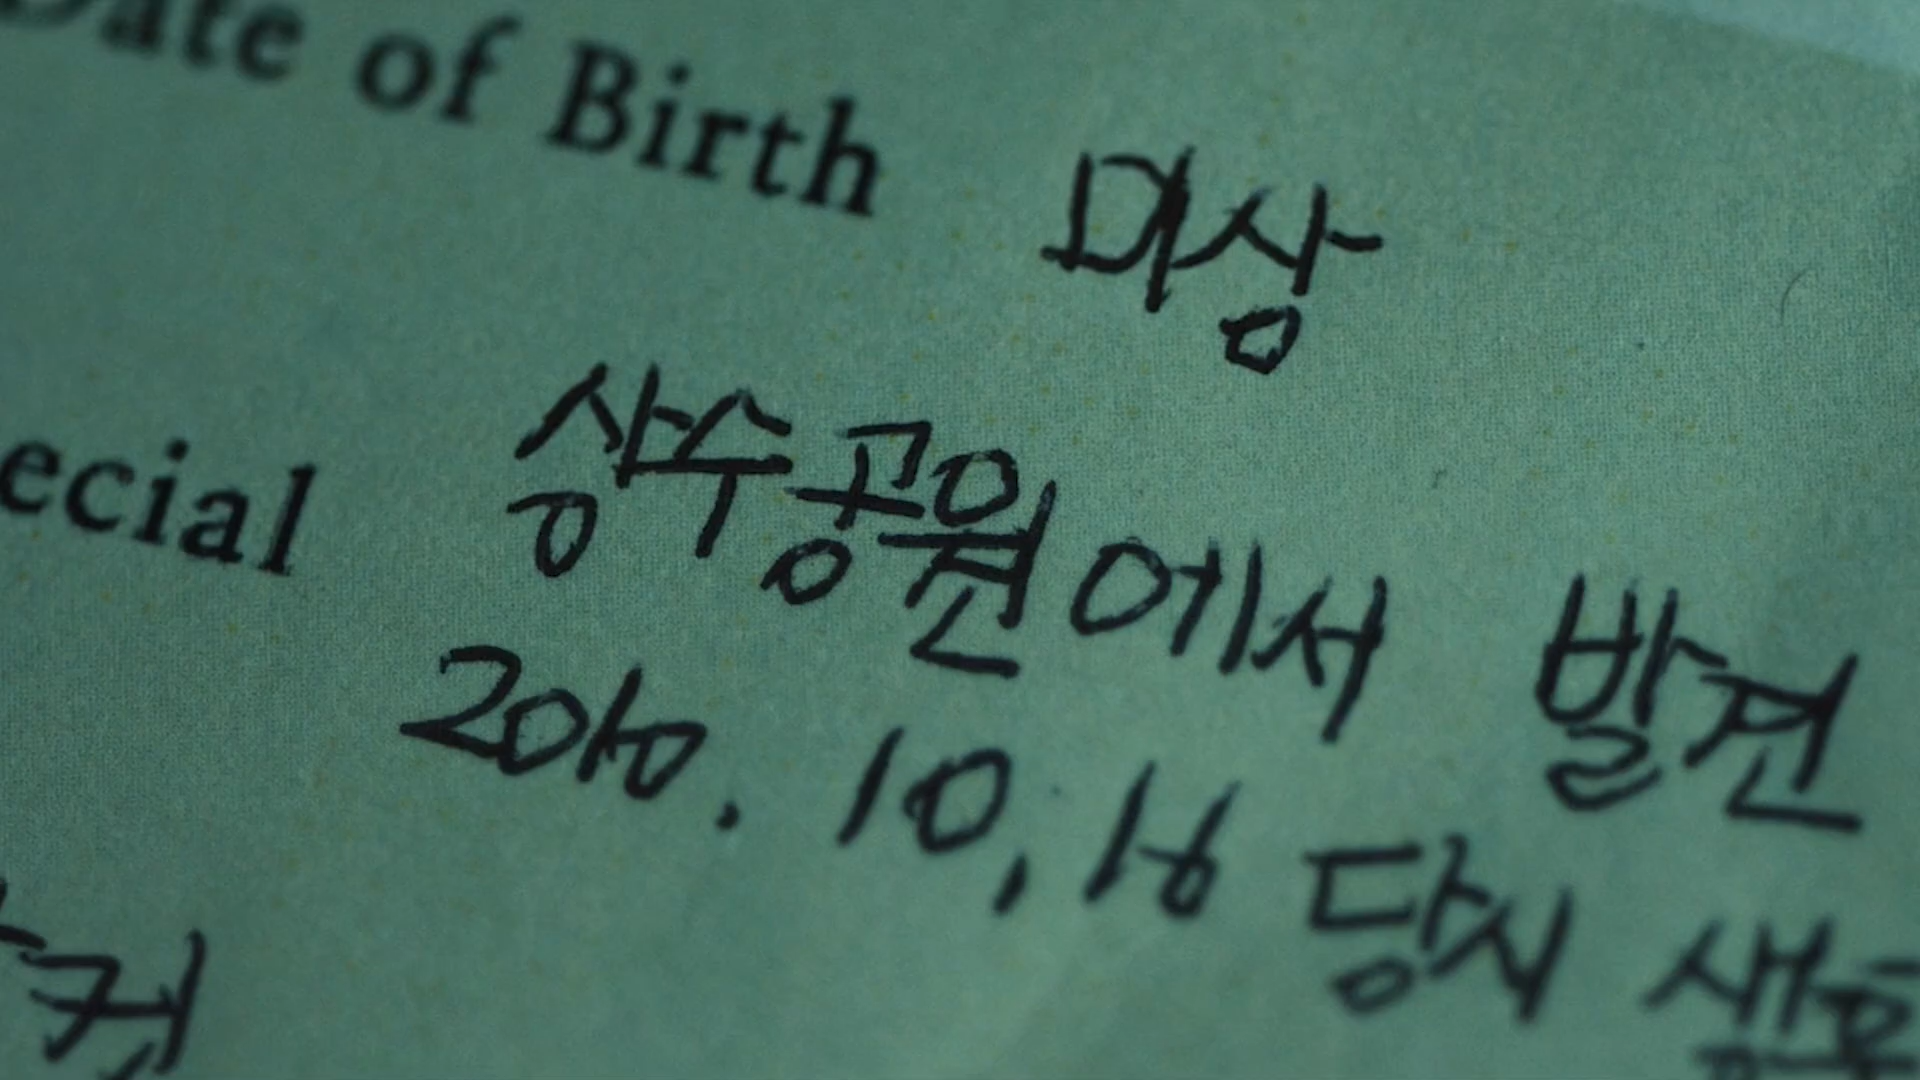 Date of Birth 미상
ecial 상수공원에서 발견
2010. 10, 16 당시 생후
켓